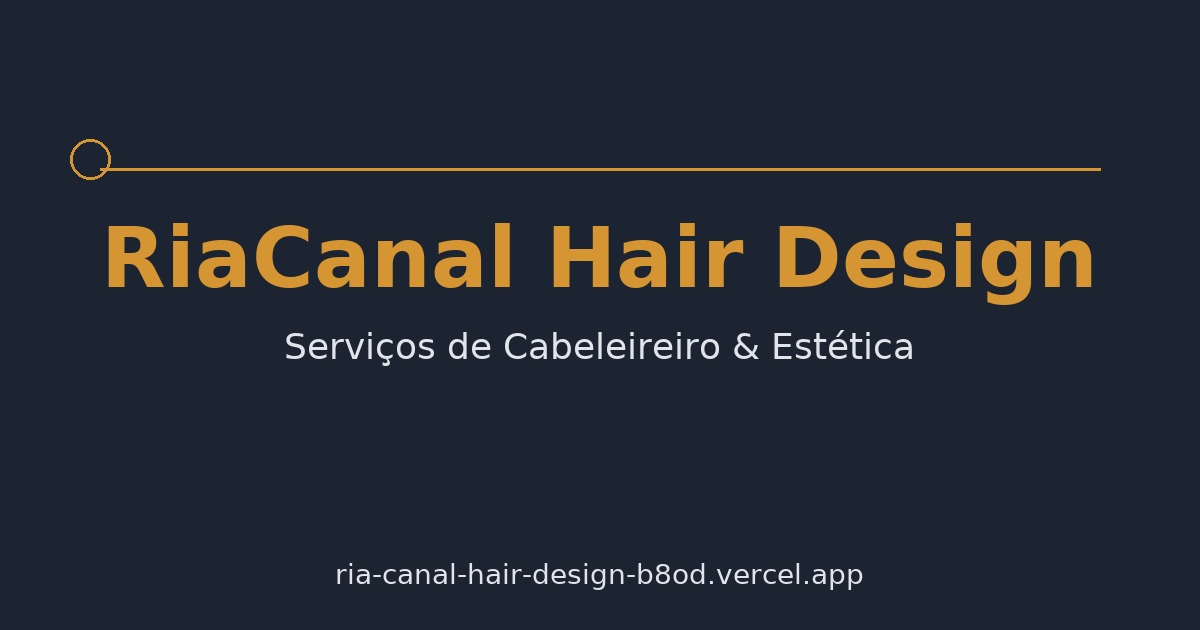 RiaCanal Hair Design
Serviços de Cabeleireiro & Estética
ria-canal-hair-design-b8od.vercel.app